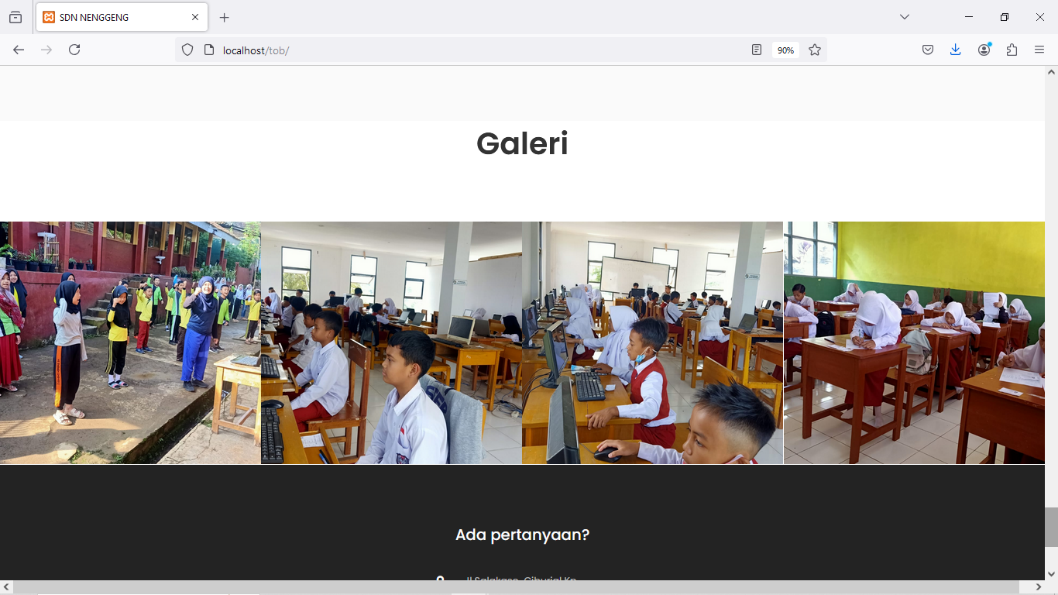 SDN NENGGENG
localhost/tob/
90%
Galeri
Ada pertanyaan?